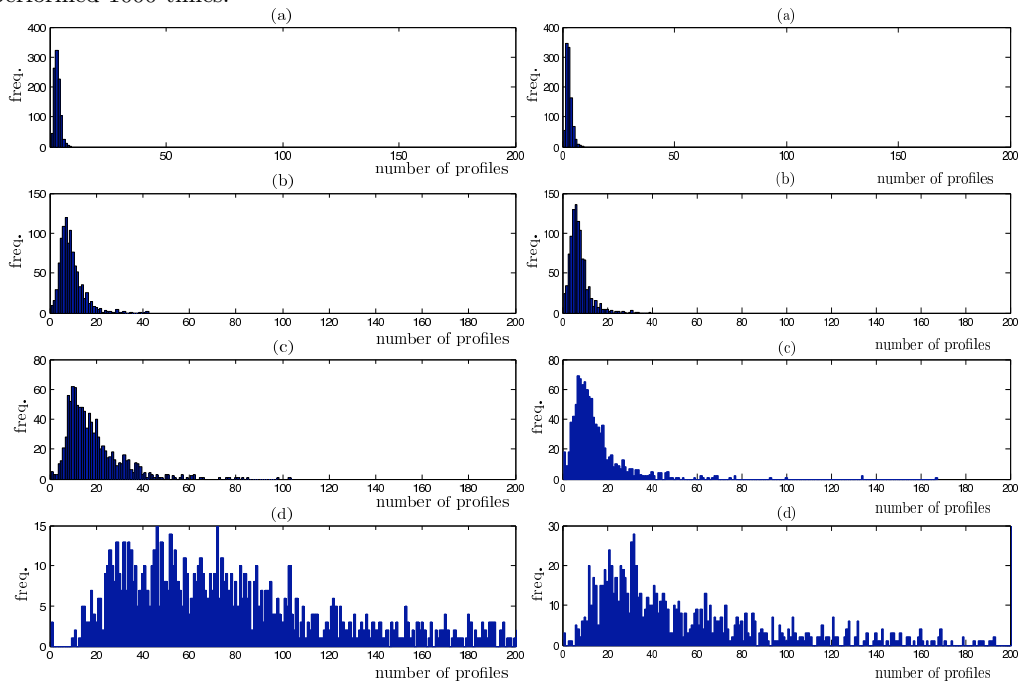 performed 1000 times.
(a) (a)
400 400
300 300
200 200
100 100
0 0
freq. freq.
50 100 150 200 0 50 100 150 200
number of profiles number of profiles
(b) (b)
150 150
100 100
50 50
0 0
freq. freq.
0 20 40 60 80 100 120 140 160 180 200 0 20 40 60 80 100 120 140 160 180 200
number of profiles number of profiles
(c) (c)
80 80
60 60
40 40
20 20
0 0
freq. freq.
0 20 40 60 80 100 120 140 160 180 200 0 20 40 60 80 100 120 140 160 180 200
number of profiles number of profiles
(d) (d)
15 30
10 20
5 10
0 0
freq. freq.
0 20 40 60 80 100 120 140 160 180 200 0 20 40 60 80 100 120 140 160 180 200
number of profiles number of profiles